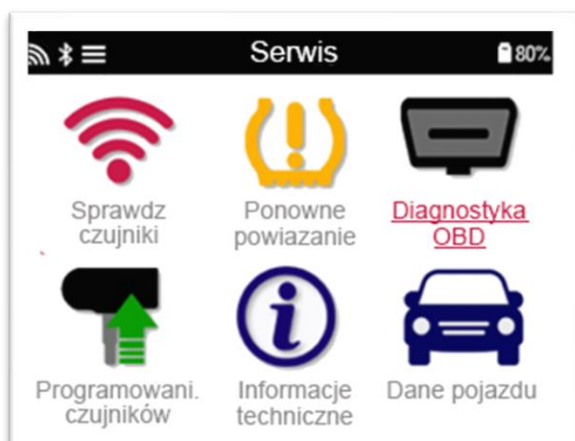 Serwis
80%
Sprawdz
czujniki
Ponowne
powiazanie
Diagnostyka
OBD
Programowani.
czujników
Informacje
techniczne
Dane pojazdu